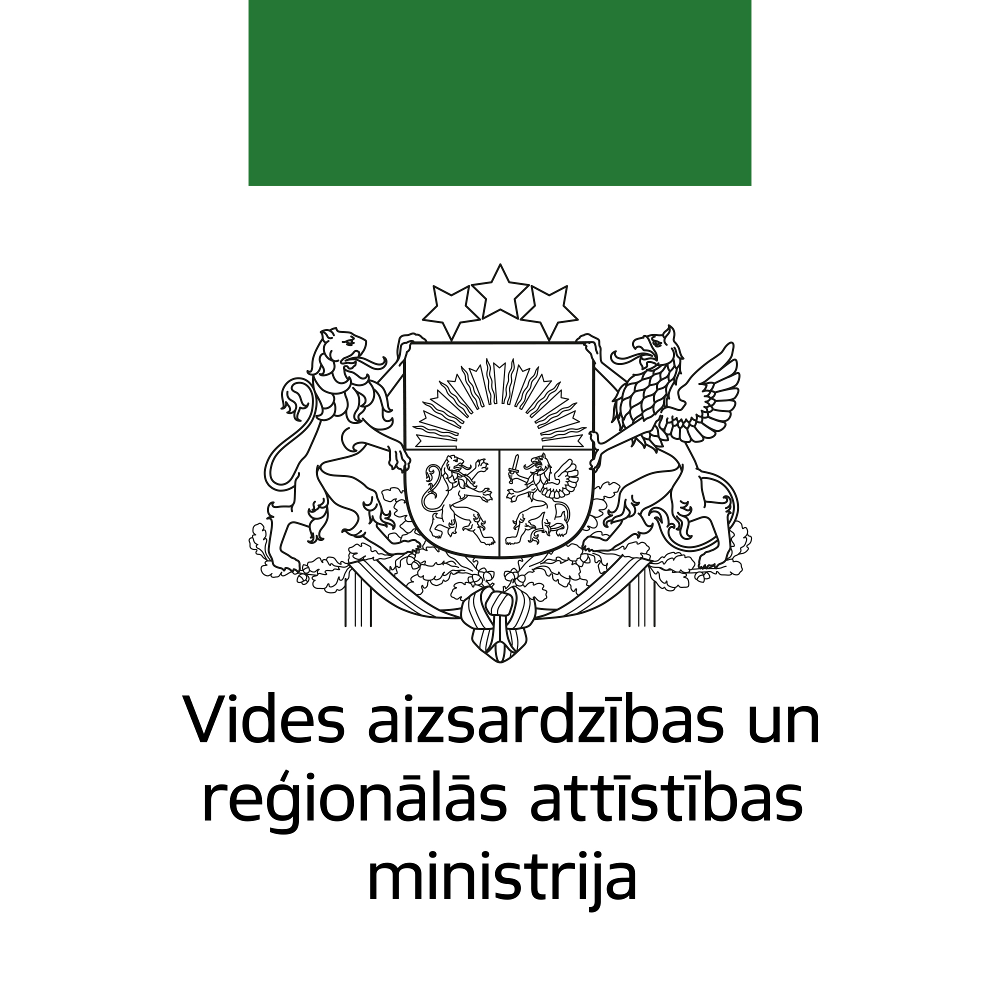 Vides aizsardzības un
reģionālās attīstības
ministrija